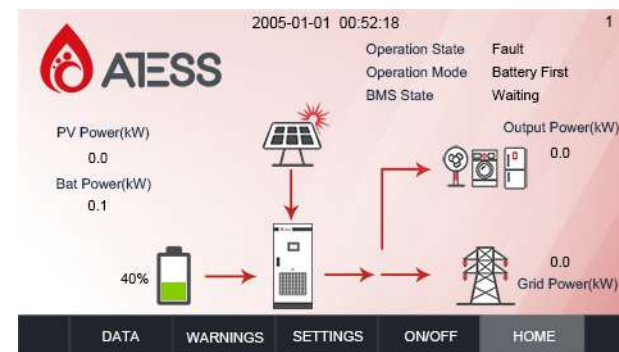 2005-01-01 00:52:18
1
ATESS
Operation State Fault
Operation Mode Battery First
BMS State Waiting
PV Power(kW)
0.0
Bat Power(kW)
0.1
Output Power(kW)
0.0
40%
0.0
Grid Power(kW)
DATA WARNINGS SETTINGS ON/OFF HOME